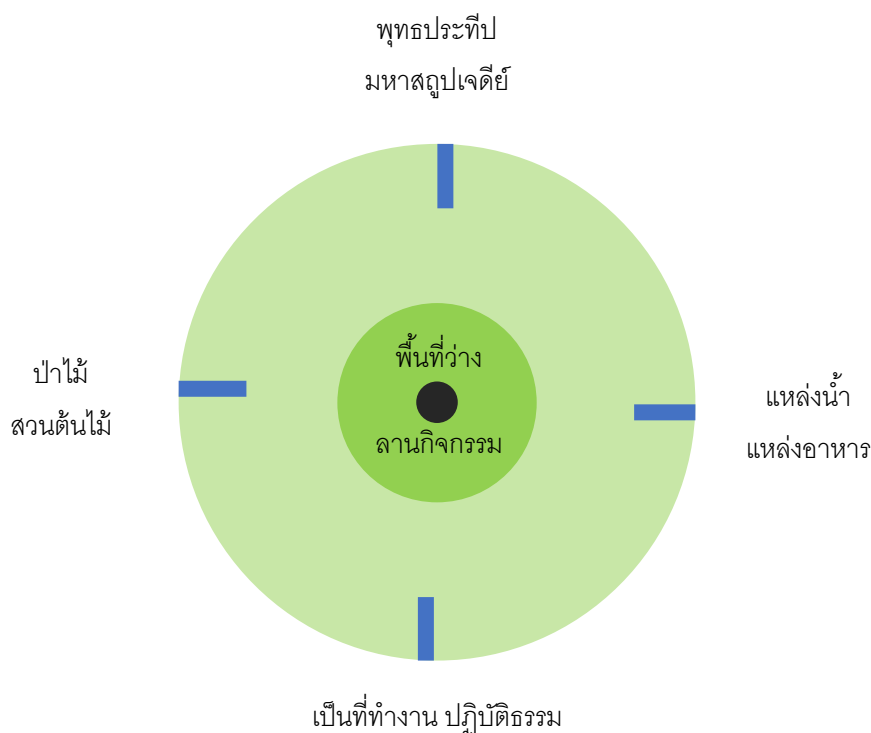 พุทธประทีป
มหาสถูปเจดีย์
พื้นที่ว่าง
ลานกิจกรรม
ป่าไม้
สวนต้นไม้
แหล่งน้ำ
แหล่งอาหาร
เป็นที่ทำงาน ปฏิบัติธรรม